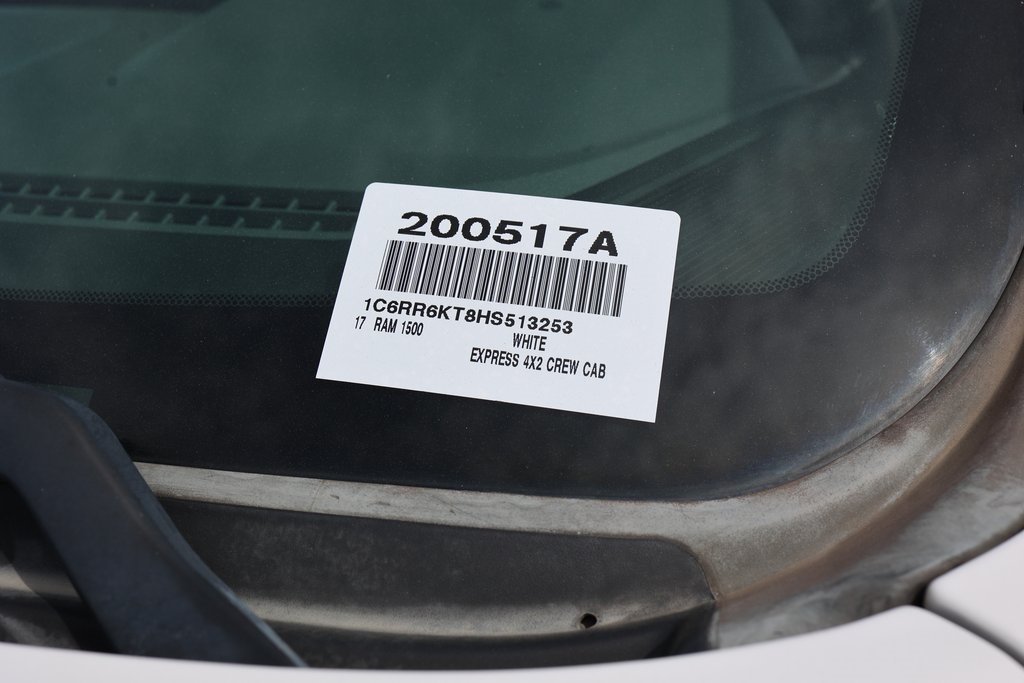 200517A
1C6RR6KT8HS513253
17 RAM 1500
WHITE
EXPRESS 4X2 CREW CAB